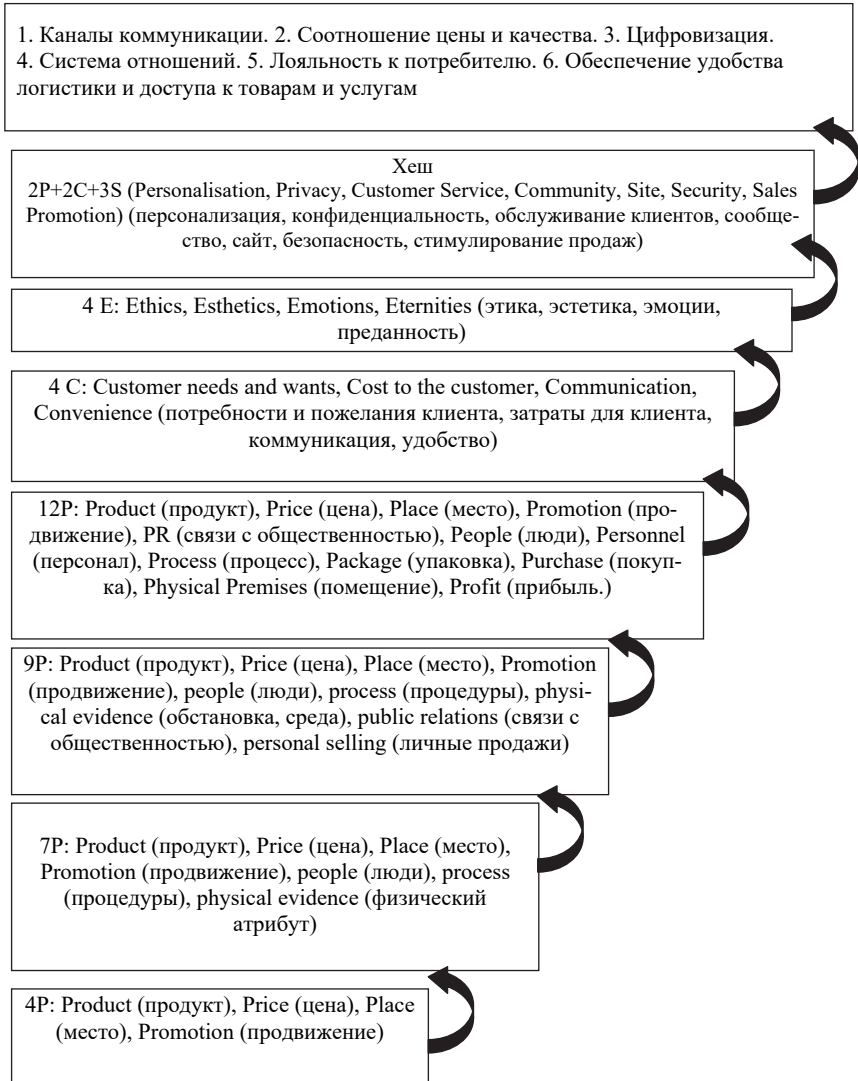 1. Каналы коммуникации. 2. Соотношение цены и качества. 3. Цифровизация.
4. Система отношений. 5. Лояльность к потребителю. 6. Обеспечение удобства
логистики и доступа к товарам и услугам
Хеш
2P+2C+3S (Personalisation, Privacy, Customer Service, Community, Site, Security, Sales
Promotion) (персонализация, конфиденциальность, обслуживание клиентов, сообще-
ство, сайт, безопасность, стимулирование продаж)
4 E: Ethics, Esthetics, Emotions, Eternities (этика, эстетика, эмоции,
преданность)
4 C: Customer needs and wants, Cost to the customer, Communication,
Convenience (потребности и пожелания клиента, затраты для клиента,
коммуникация, удобство)
12P: Product (продукт), Price (цена), Place (место), Promotion (про-
движение), PR (связи с общественностью), People (люди), Personnel
(персонал), Process (процесс), Package (упаковка), Purchase (покуп-
ка), Physical Premises (помещение), Profit (прибыль.)
9P: Product (продукт), Price (цена), Place (место), Promotion
(продвижение), people (люди), process (процедуры), physi-
cal evidence (обстановка, среда), public relations (связи с
общественностью), personal selling (личные продажи)
7P: Product (продукт), Price (цена), Place (место),
Promotion (продвижение), people (люди), process
(процедуры), physical evidence (физический
атрибут)
4P: Product (продукт), Price (цена), Place
(место), Promotion (продвижение)